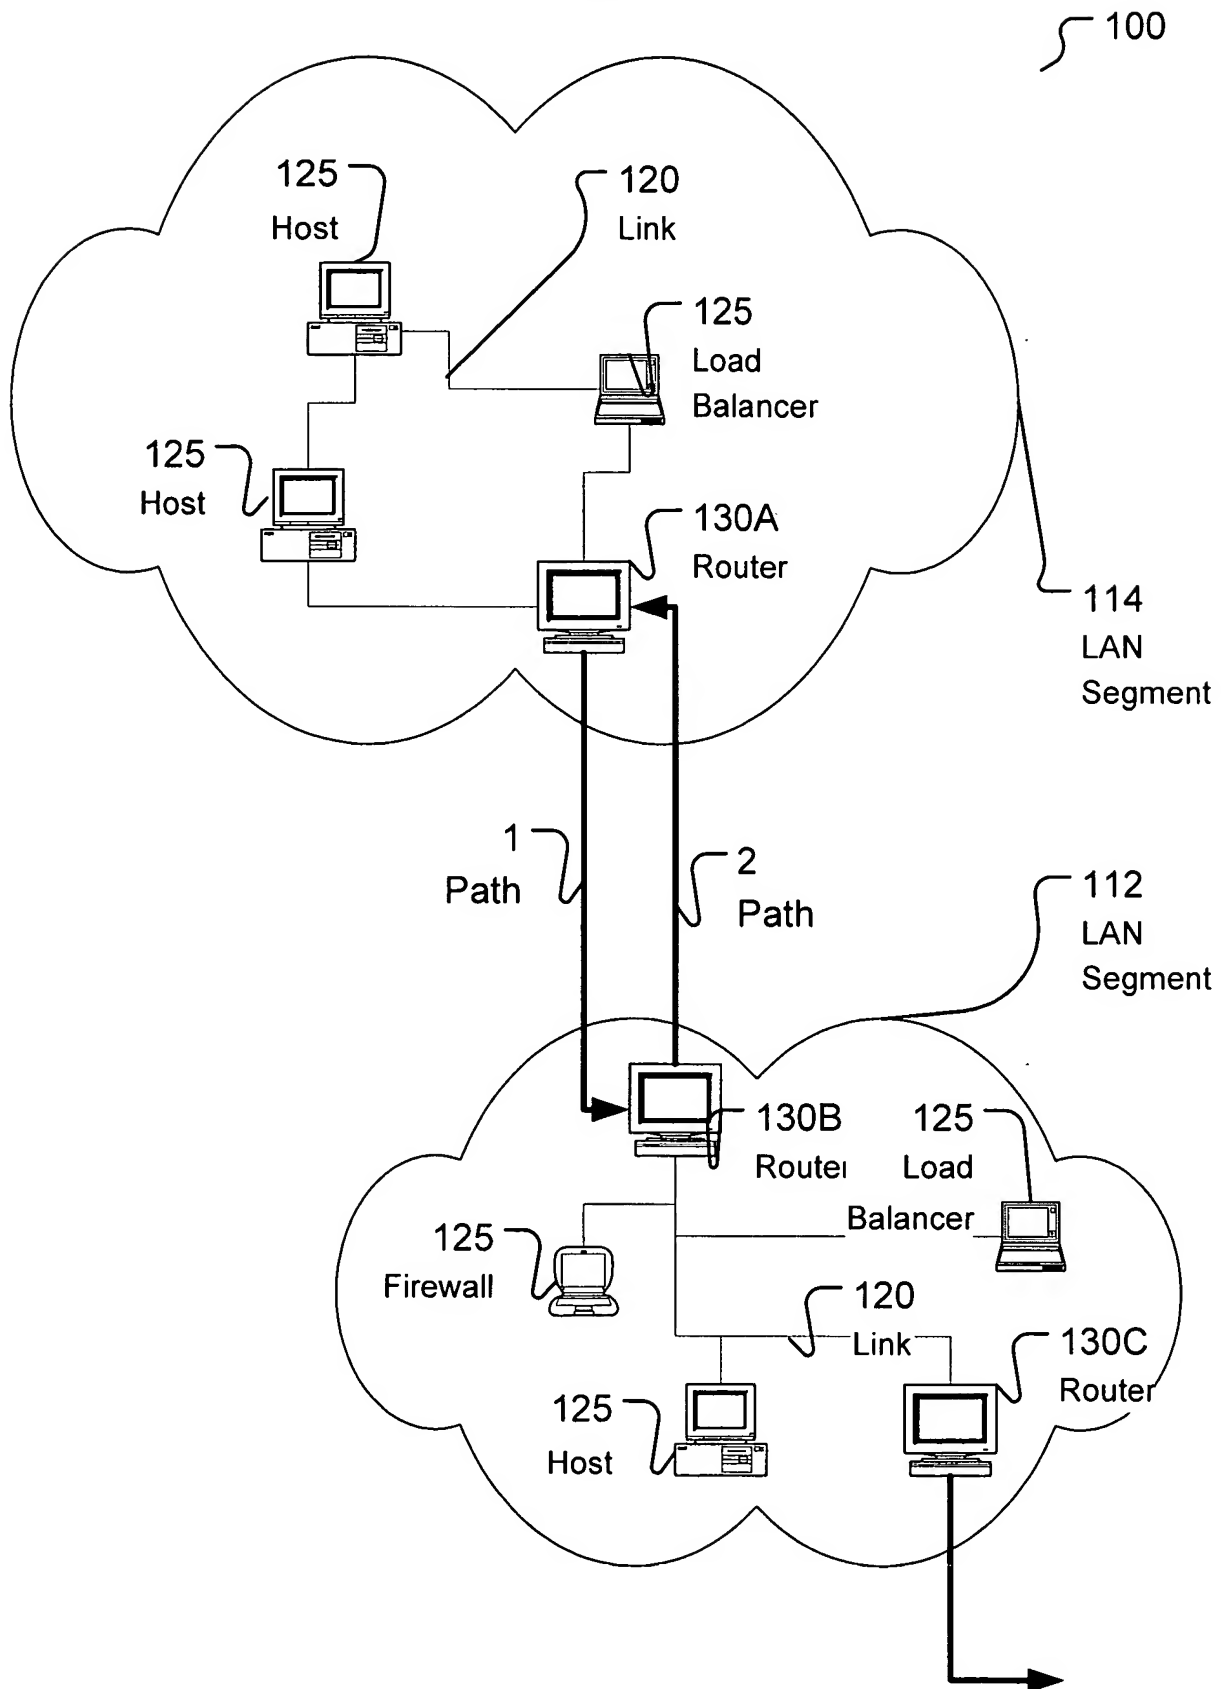 100
125
Host
120
Link
125
Load
Balancer
125
Host
130A
Router
114
LAN
Segment
1
Path
2
Path
112
LAN
Segment
130B
Router
125
Load
Balancer
125
Firewall
120
Link
130C
Router
125
Host